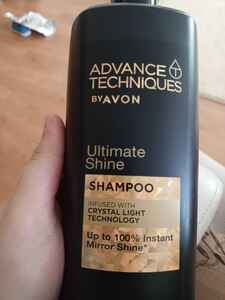 ADVANCE T
TECHNIQUES
BY AVON
Ultimate
Shine
SHAMPOO
INFUSED WITH
CRYSTAL LIGHT
TECHNOLOGY
Up to 100% Instant
Mirror Shine*